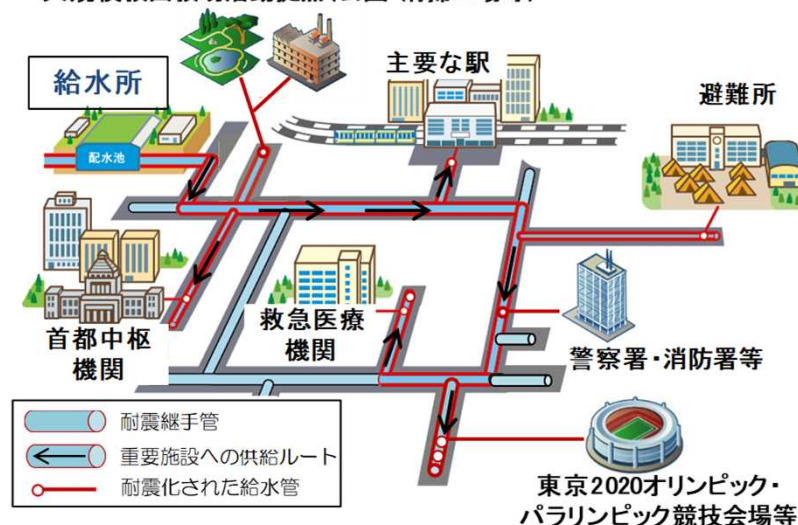 給水所
配水池
主要な駅
避難所
首都中枢
機関
救急医療
機関
警察署・消防署等
耐震継手管
重要施設への供給ルート
耐震化された給水管
東京2020オリンピック・
パラリンピック競技会場等